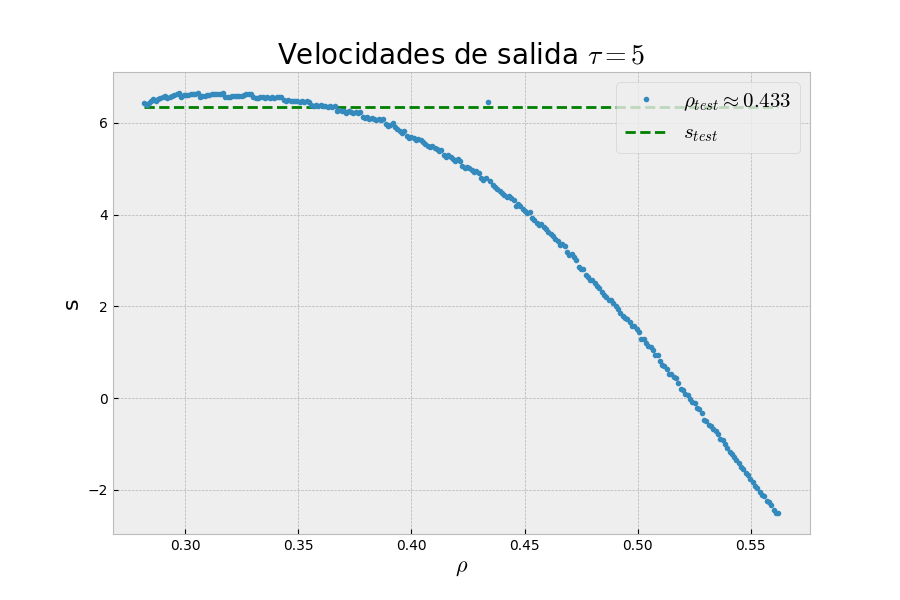 Velocidades de salida τ = 5
ρ_test ≈ 0.433
s_test
6
4
2
0
−2
s
0.30 0.35 0.40 0.45 0.50 0.55
ρ